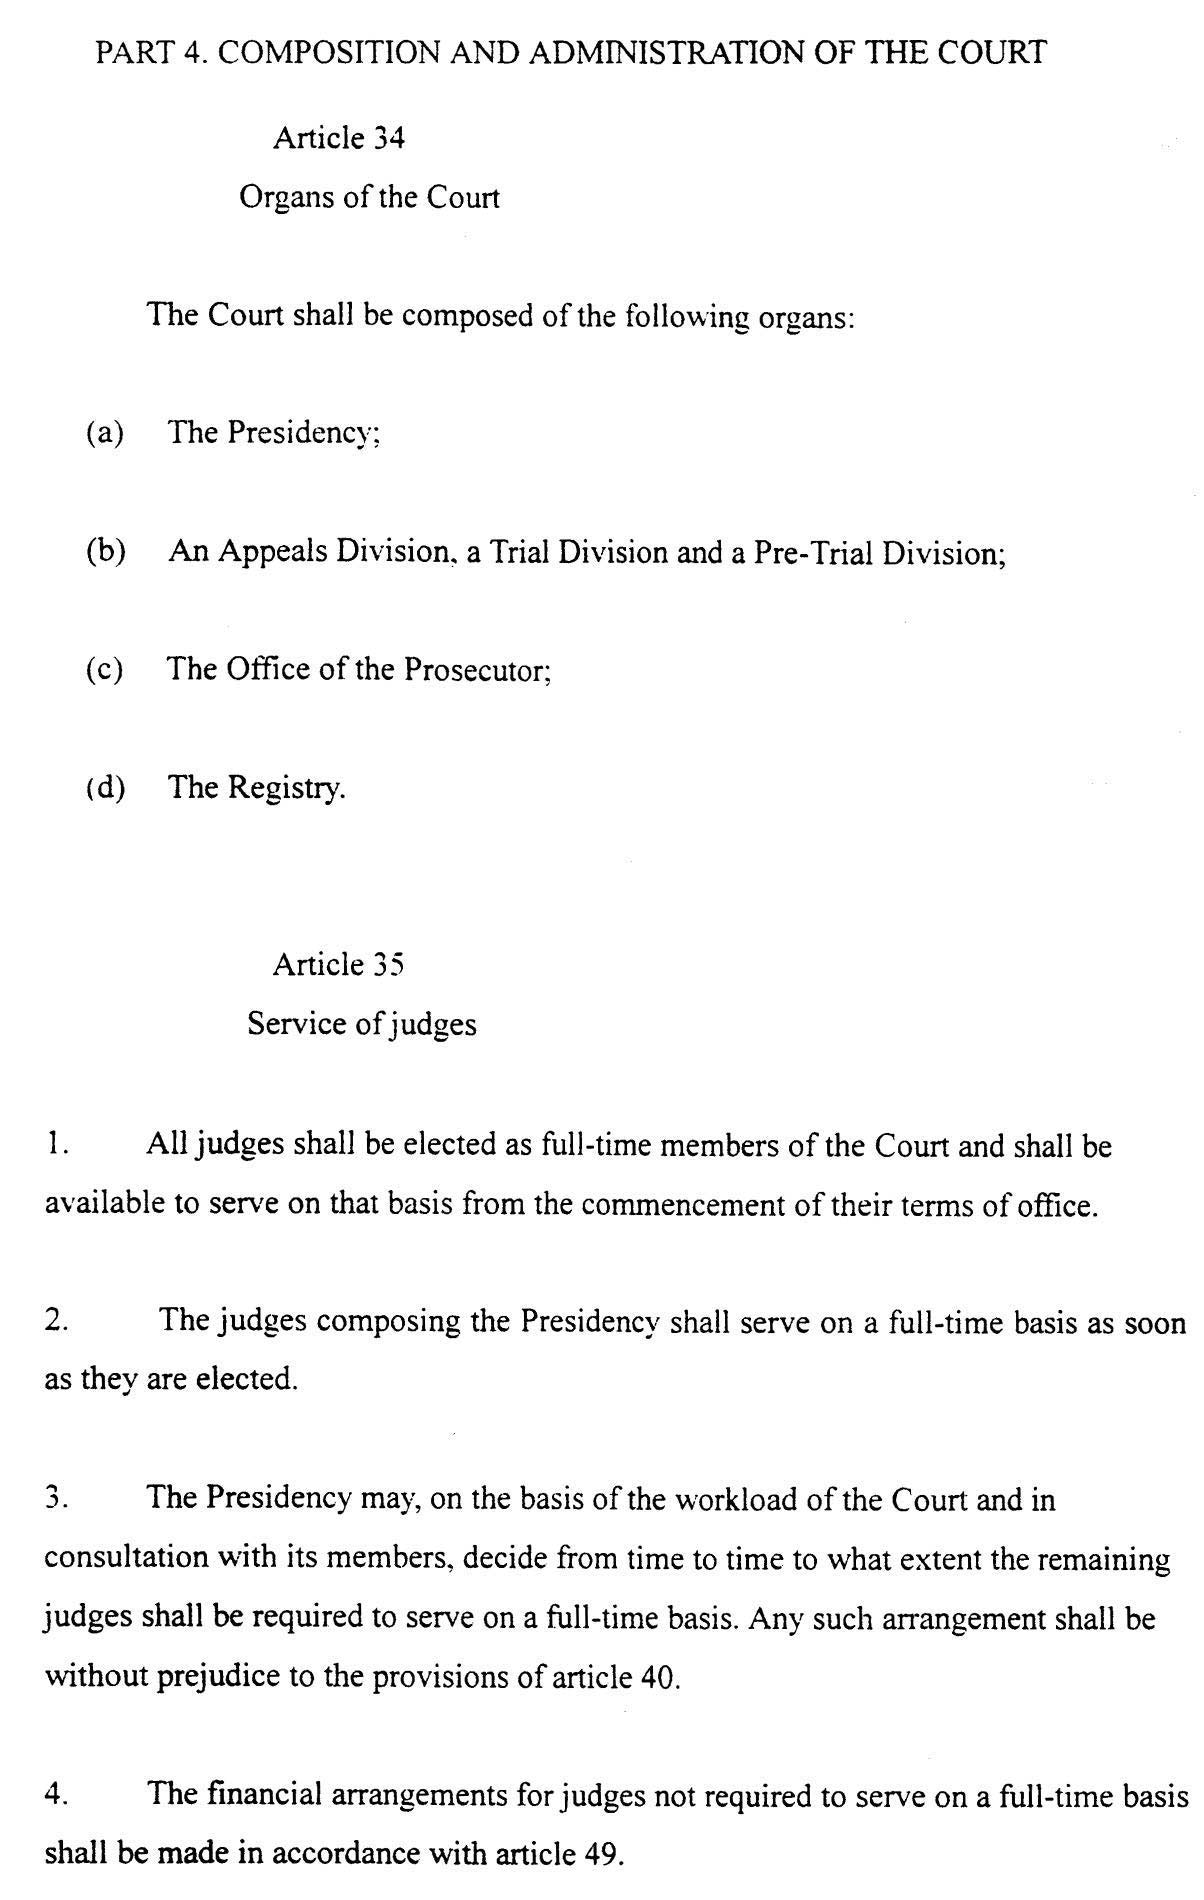 PART 4. COMPOSITION AND ADMINISTRATION OF THE COURT
Article 34
Organs of the Court
The Court shall be composed of the following organs:
(a) The Presidency;
(b) An Appeals Division, a Trial Division and a Pre-Trial Division;
(c) The Office of the Prosecutor;
(d) The Registry.
Article 35
Service of judges
1. All judges shall be elected as full-time members of the Court and shall be
available to serve on that basis from the commencement of their terms of office.
2. The judges composing the Presidency shall serve on a full-time basis as soon
as they are elected.
3. The Presidency may, on the basis of the workload of the Court and in
consultation with its members, decide from time to time to what extent the remaining
judges shall be required to serve on a full-time basis. Any such arrangement shall be
without prejudice to the provisions of article 40.
4. The financial arrangements for judges not required to serve on a full-time basis
shall be made in accordance with article 49.